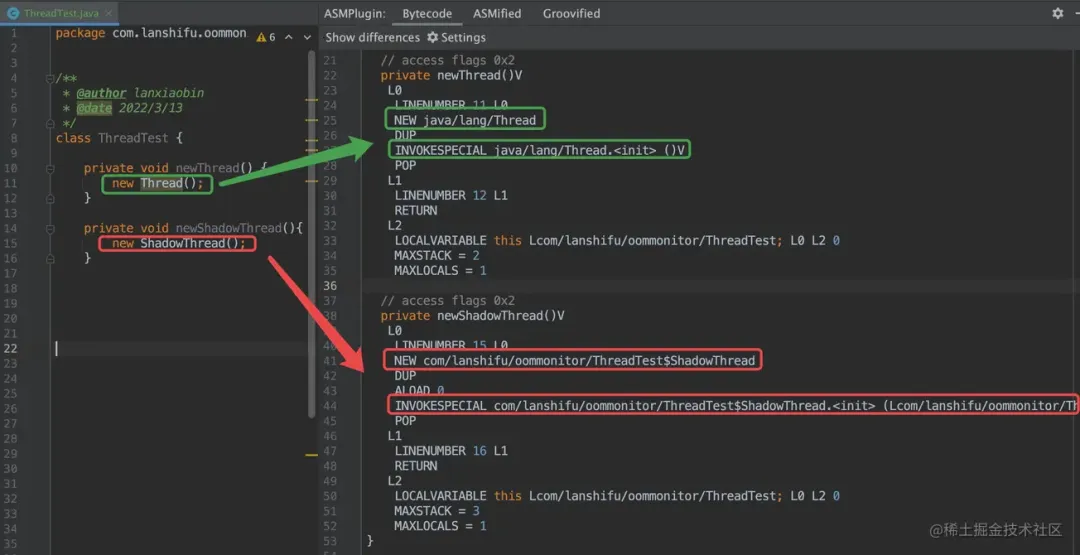 ThreadTest.java
package com.lanshifu.oommon
6
/**
* @author lanxiaobin
* @date 2022/3/13
*/
class ThreadTest {
private void newThread() {
new Thread();
}
private void newShadowThread(){
new ShadowThread();
}
1
2
3
4
5
6
7
8
9
10
11
12
13
14
15
16
17
18
19
20
21
22
23
24
25
26
27
28
29
30
31
32
33
34
35
ASMPlugin: Bytecode ASMified Groovified
Show differences Settings
21 // access flags 0x2
22 private newThread()V
23 L0
24 LINENUMBER 11 L0
25 NEW java/lang/Thread
26 DUP
INVOKESPECIAL java/lang/Thread.<init> ()V
28 POP
29 L1
30 LINENUMBER 12 L1
31 RETURN
32 L2
33 LOCALVARIABLE this Lcom/lanshifu/oommonitor/ThreadTest; L0 L2 0
34 MAXSTACK = 2
35 MAXLOCALS = 1
36
37 // access flags 0x2
38 private newShadowThread()V
L0
40 LINENUMBER 15 L0
41 NEW com/lanshifu/oommonitor/ThreadTest$ShadowThread
42 DUP
43 ALOAD 0
44 INVOKESPECIAL com/lanshifu/oommonitor/ThreadTest$ShadowThread.<init> (Lcom/lanshifu/oommonitor/Th
45 POP
46 L1
47 LINENUMBER 16 L1
48 RETURN
49 L2
50 LOCALVARIABLE this Lcom/lanshifu/oommonitor/ThreadTest; L0 L2 0
51 MAXSTACK = 3
52 MAXLOCALS = 1
53 }
@稀土掘金技术社区